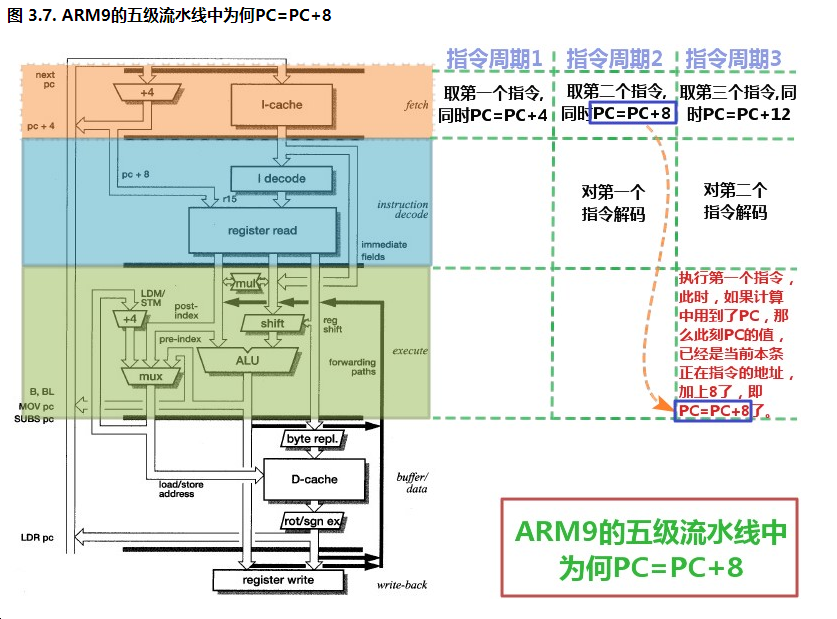 图 3.7. ARM9的五级流水线中为何PC=PC+8
next
pc
+4
I-cache
fetch
pc + 4
pc + 8
I decode
r15
instruction
decode
register read
immediate
fields
mul
LDM/
STM
post-
index
+4
shift
reg
shift
pre-index
ALU
execute
forwarding
paths
mux
B, BL
MOV pc
SUBS pc
byte repl.
D-cache
buffer/
data
load/store
address
rot/sgn ex
LDR pc
register write
write-back
指令周期1
指令周期2
指令周期3
取第一个指令,
同时PC=PC+4
取第二个指令,
同时PC=PC+8
取第三个指令,同
时PC=PC+12
对第一个
指令解码
对第二个
指令解码
执行第一个指令，
此时，如果计算
中用到了PC，那
么此刻PC的值，
已经是当前本条
正在指令的地址，
加上8了，即
PC=PC+8了。
ARM9的五级流水线中
为何PC=PC+8